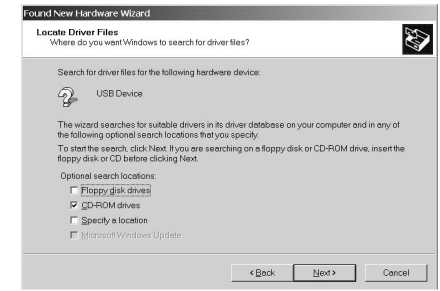 Found New Hardware Wizard
Locate Driver Files
Where do you want Windows to search for driver files?
Search for driver files for the following hardware device:
USB Device
The wizard searches for suitable drivers in its driver database on your computer and in any of
the following optional search locations that you specify.
To start the search, click Next. If you are searching on a floppy disk or CD-ROM drive, insert the
floppy disk or CD before clicking Next.
Optional search locations:
Floppy disk drives
CD-ROM drives
Specify a location
Microsoft Windows Update
< Back
Next >
Cancel